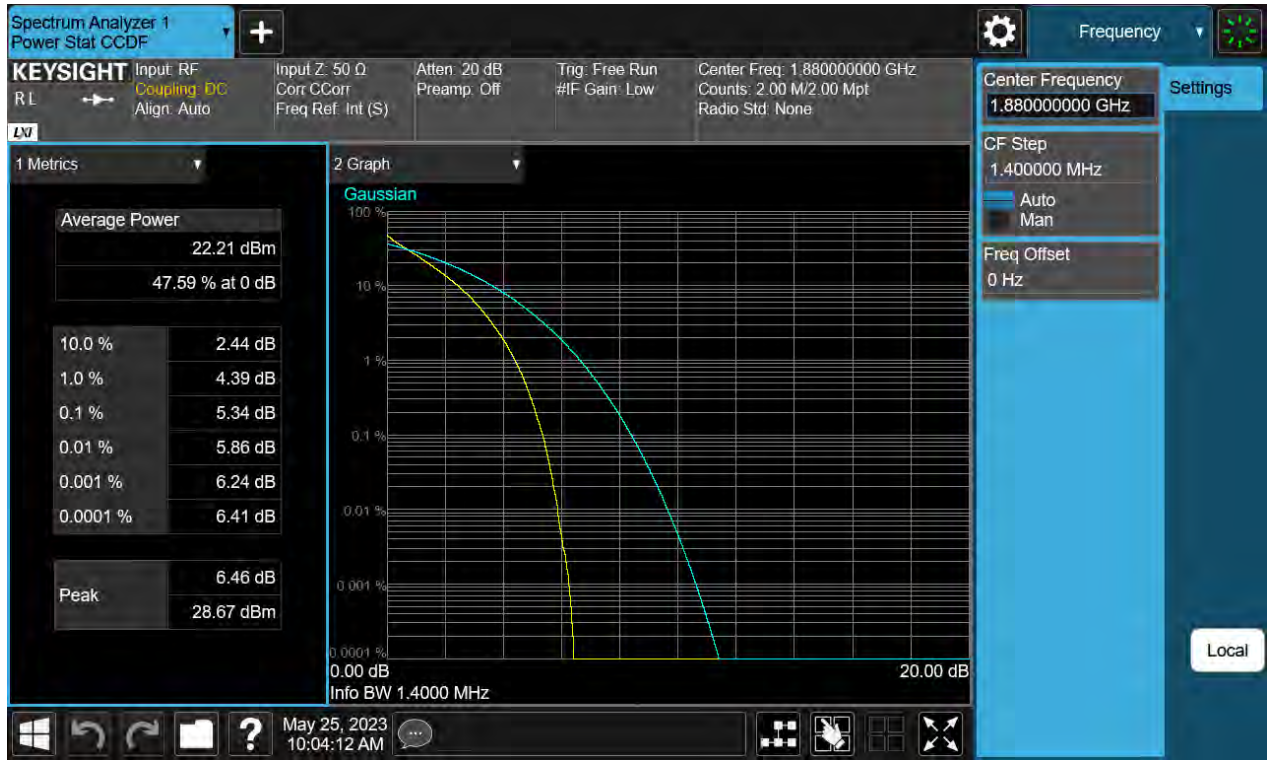 Spectrum Analyzer 1
Power Stat CCDF
Frequency
KEYSIGHT
RL
LXI
Input: RF
Coupling: DC
Align: Auto
Input Z: 50 Ω
Corr CCorr
Freq Ref: Int (S)
Atten: 20 dB
Preamp: Off
Trig: Free Run
#IF Gain: Low
Center Freq: 1.880000000 GHz
Counts: 2.00 M/2.00 Mpt
Radio Std: None
Center Frequency
1.880000000 GHz
Settings
CF Step
1.400000 MHz
Auto
Man
Freq Offset
0 Hz
1 Metrics
Average Power
22.21 dBm
47.59 % at 0 dB
10.0 % 2.44 dB
1.0 % 4.39 dB
0.1 % 5.34 dB
0.01 % 5.86 dB
0.001 % 6.24 dB
0.0001 % 6.41 dB
Peak
6.46 dB
28.67 dBm
2 Graph
Gaussian
100 %
10 %
1 %
0.1 %
0.01 %
0.001 %
0.0001 %
0.00 dB 20.00 dB
Info BW 1.4000 MHz
Local
?
May 25, 2023
10:04:12 AM